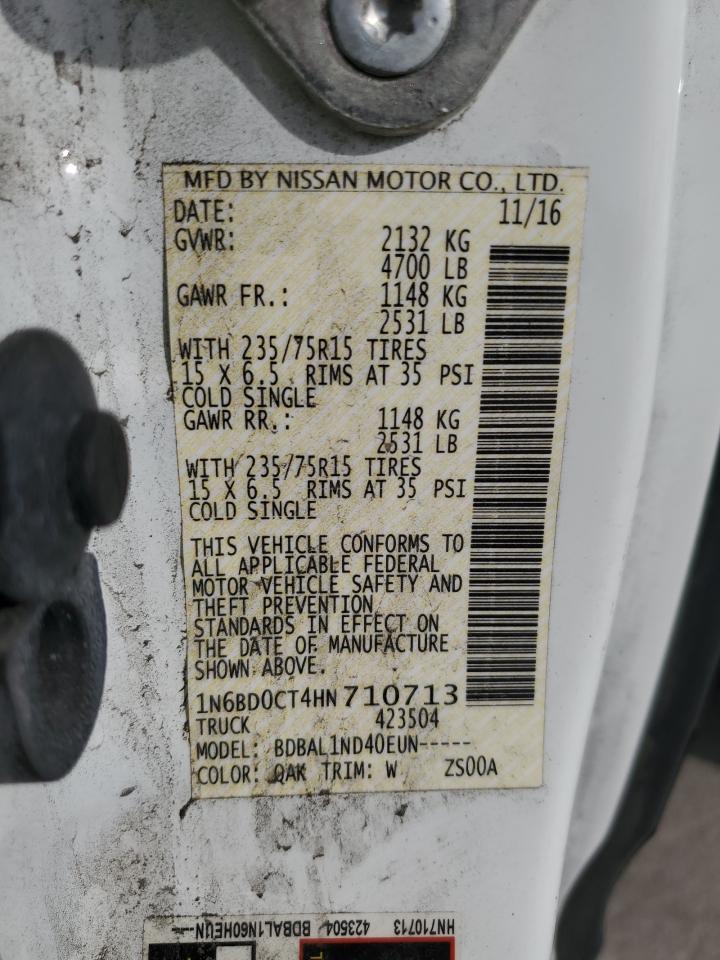 MFD BY NISSAN MOTOR CO., LTD.
DATE: 11/16
GVWR: 2132 KG
4700 LB
GAWR FR.: 1148 KG
2531 LB
WITH 235/75R15 TIRES
15 X 6.5 RIMS AT 35 PSI
COLD SINGLE
GAWR RR.: 1148 KG
2531 LB
WITH 235/75R15 TIRES
15 X 6.5 RIMS AT 35 PSI
COLD SINGLE
THIS VEHICLE CONFORMS TO
ALL APPLICABLE FEDERAL
MOTOR VEHICLE SAFETY AND
THEFT PREVENTION
STANDARDS IN EFFECT ON
THE DATE OF MANUFACTURE
SHOWN ABOVE.
1N6BD0CT4HN710713
TRUCK 423504
MODEL: BDBAL1ND40EUN-----
COLOR: QAK TRIM: W ZS00A
HN710713 423504 BDBAL1N60HEUN-----